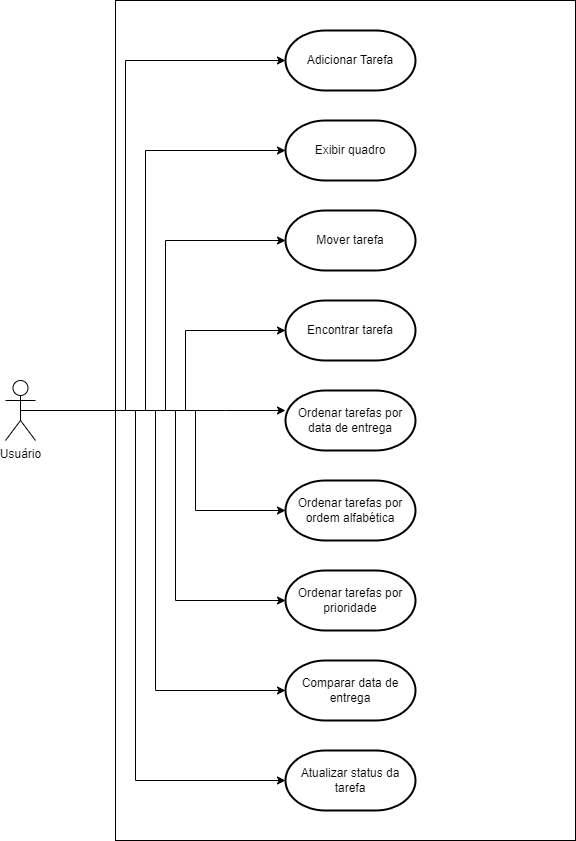 Adicionar Tarefa
Exibir quadro
Mover tarefa
Encontrar tarefa
Ordenar tarefas por
data de entrega
Usuário
Ordenar tarefas por
ordem alfabética
Ordenar tarefas por
prioridade
Comparar data de
entrega
Atualizar status da
tarefa